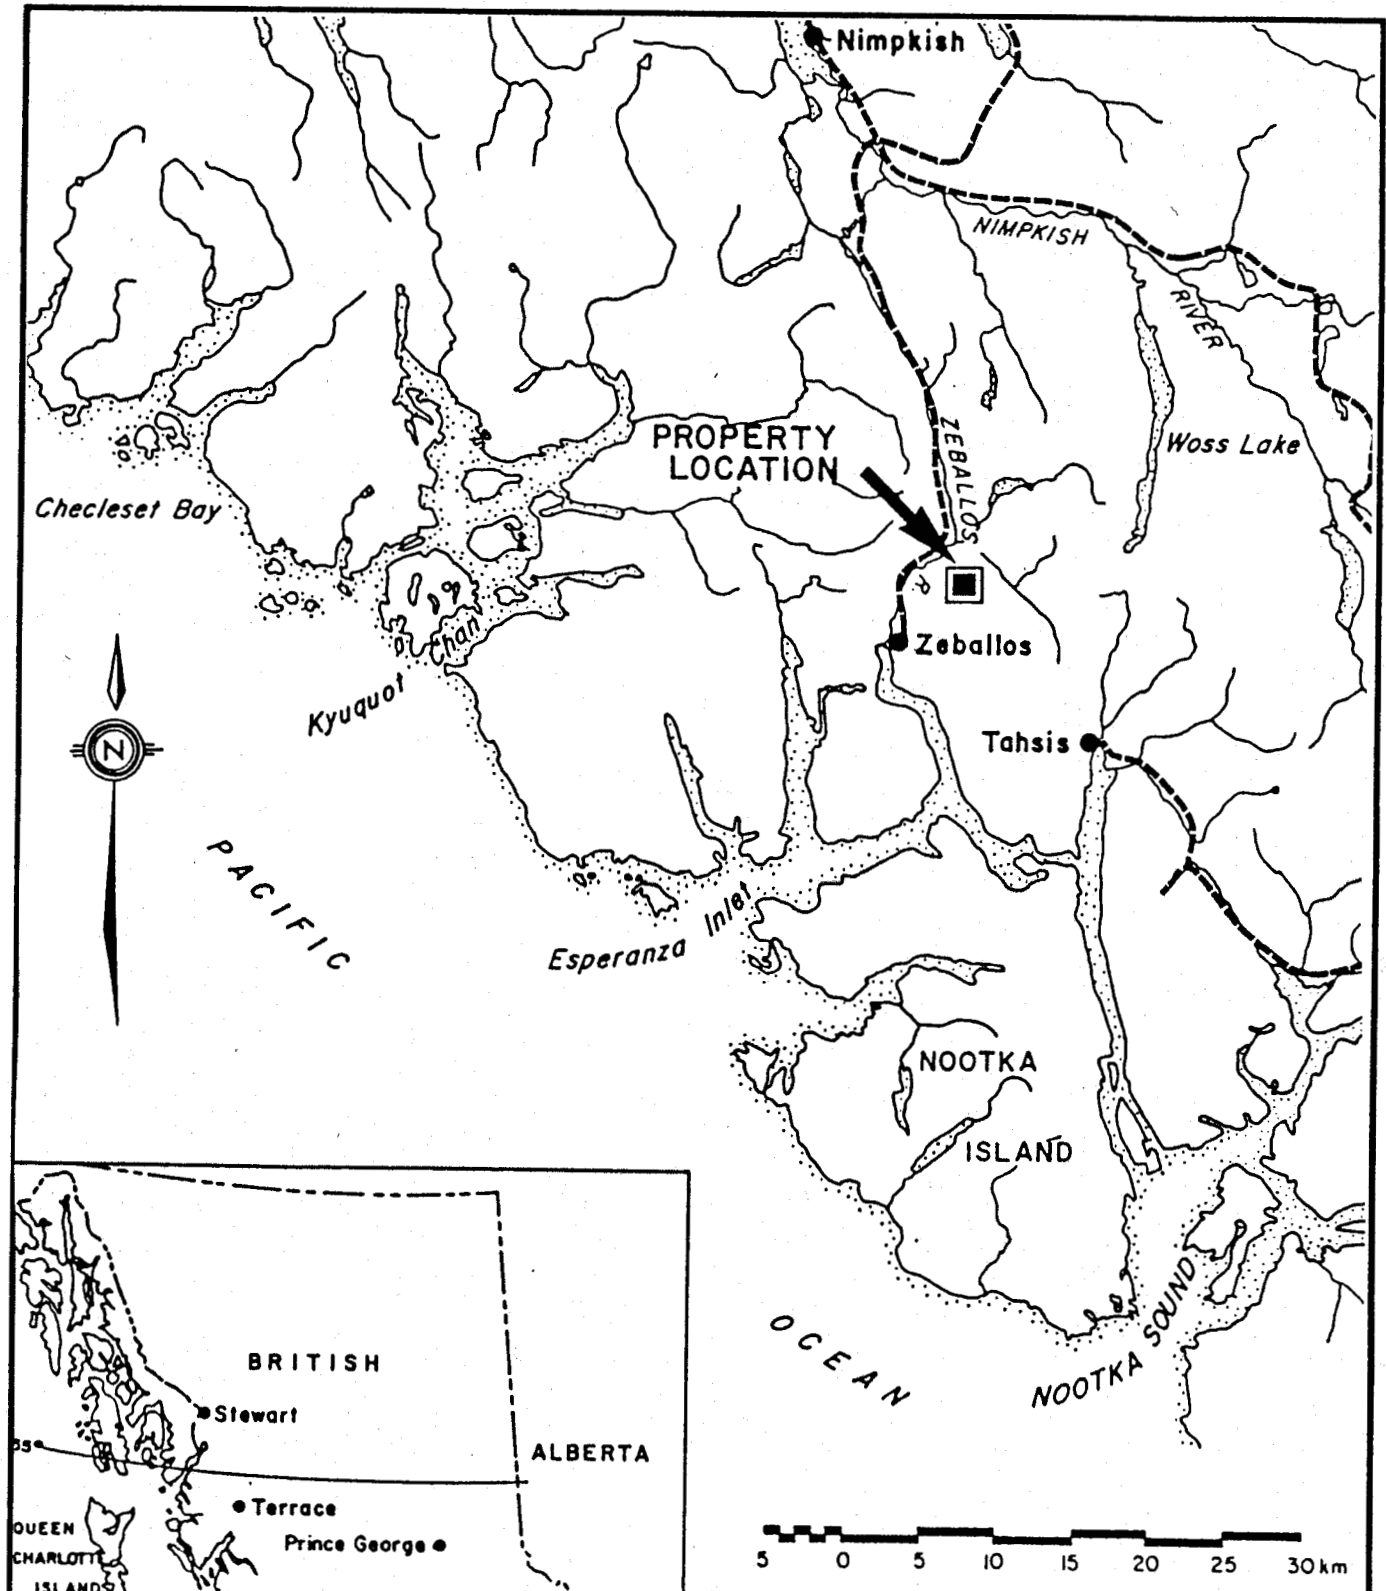 Nimpkish
NIMPKISH
RIVER
ZEBALLOS
R
PROPERTY
LOCATION
Woss Lake
Checleset Bay
Kyuquot Chan
Zeballos
Tahsis
N
PACIFIC
Esperanza Inlet
NOOTKA
ISLAND
OCEAN
NOOTKA SOUND
BRITISH
Stewart
ALBERTA
55°
Terrace
Prince George
QUEEN
CHARLOTTE
ISLANDS
5 0 5 10 15 20 25 30 km